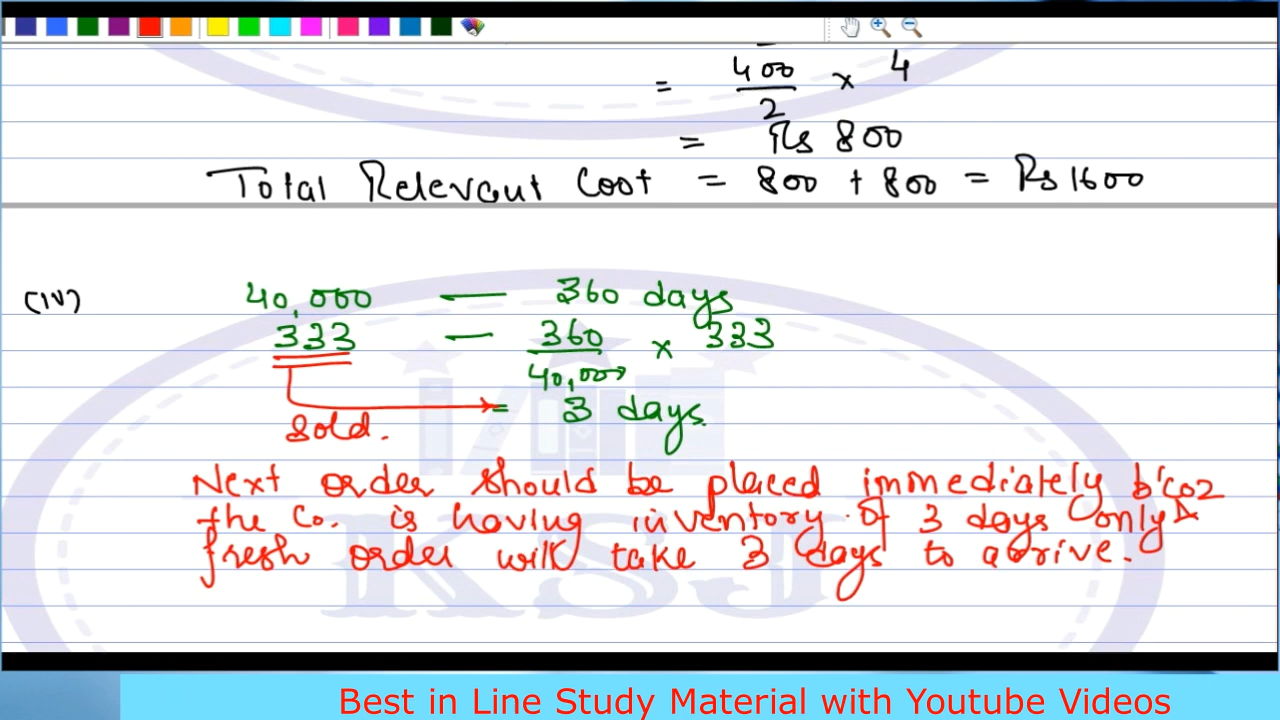 = 400/2 × 4
= Rs 800
Total Relevant Cost = 800 + 800 = Rs 1600
(iv) 40,000 — 360 days
333 — 360/40,000 × 333
= 3 days.
Sold.
Next order should be placed immediately b'coz
the Co. is having inventory of 3 days only &
fresh order will take 3 days to arrive.
KSJ
Best in Line Study Material with Youtube Videos